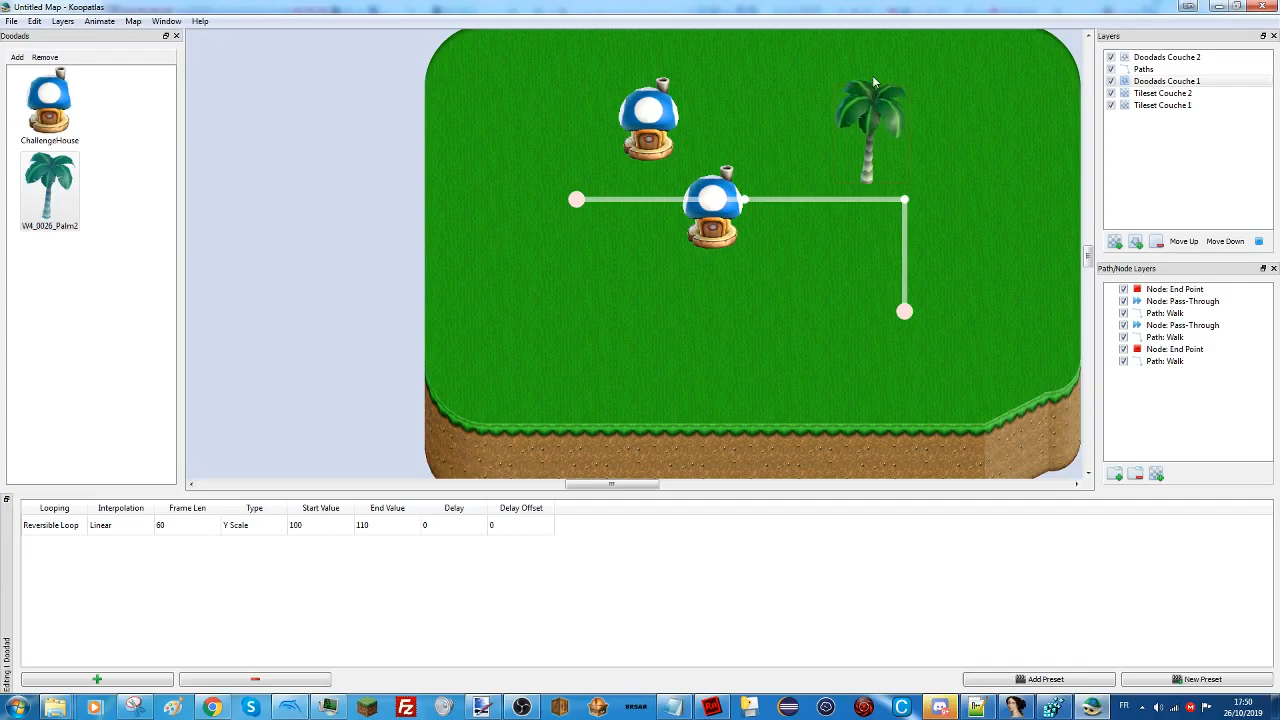 Untitled Map - Koopatlas
File Edit Layers Animate Map Window Help
Doodads
Add Remove
ChallengeHouse
W4_0026_Palm2
Layers
Doodads Couche 2
Paths
Doodads Couche 1
Tileset Couche 2
Tileset Couche 1
Move Up Move Down
Path/Node Layers
Node: End Point
Node: Pass-Through
Path: Walk
Node: Pass-Through
Path: Walk
Node: End Point
Path: Walk
Editing 1 Doodad
Looping Interpolation Frame Len Type Start Value End Value Delay Delay Offset
Reversible Loop Linear 60 Y Scale 100 110 0 0
Add Preset New Preset
BRSAR
FR
17:50
26/10/2019